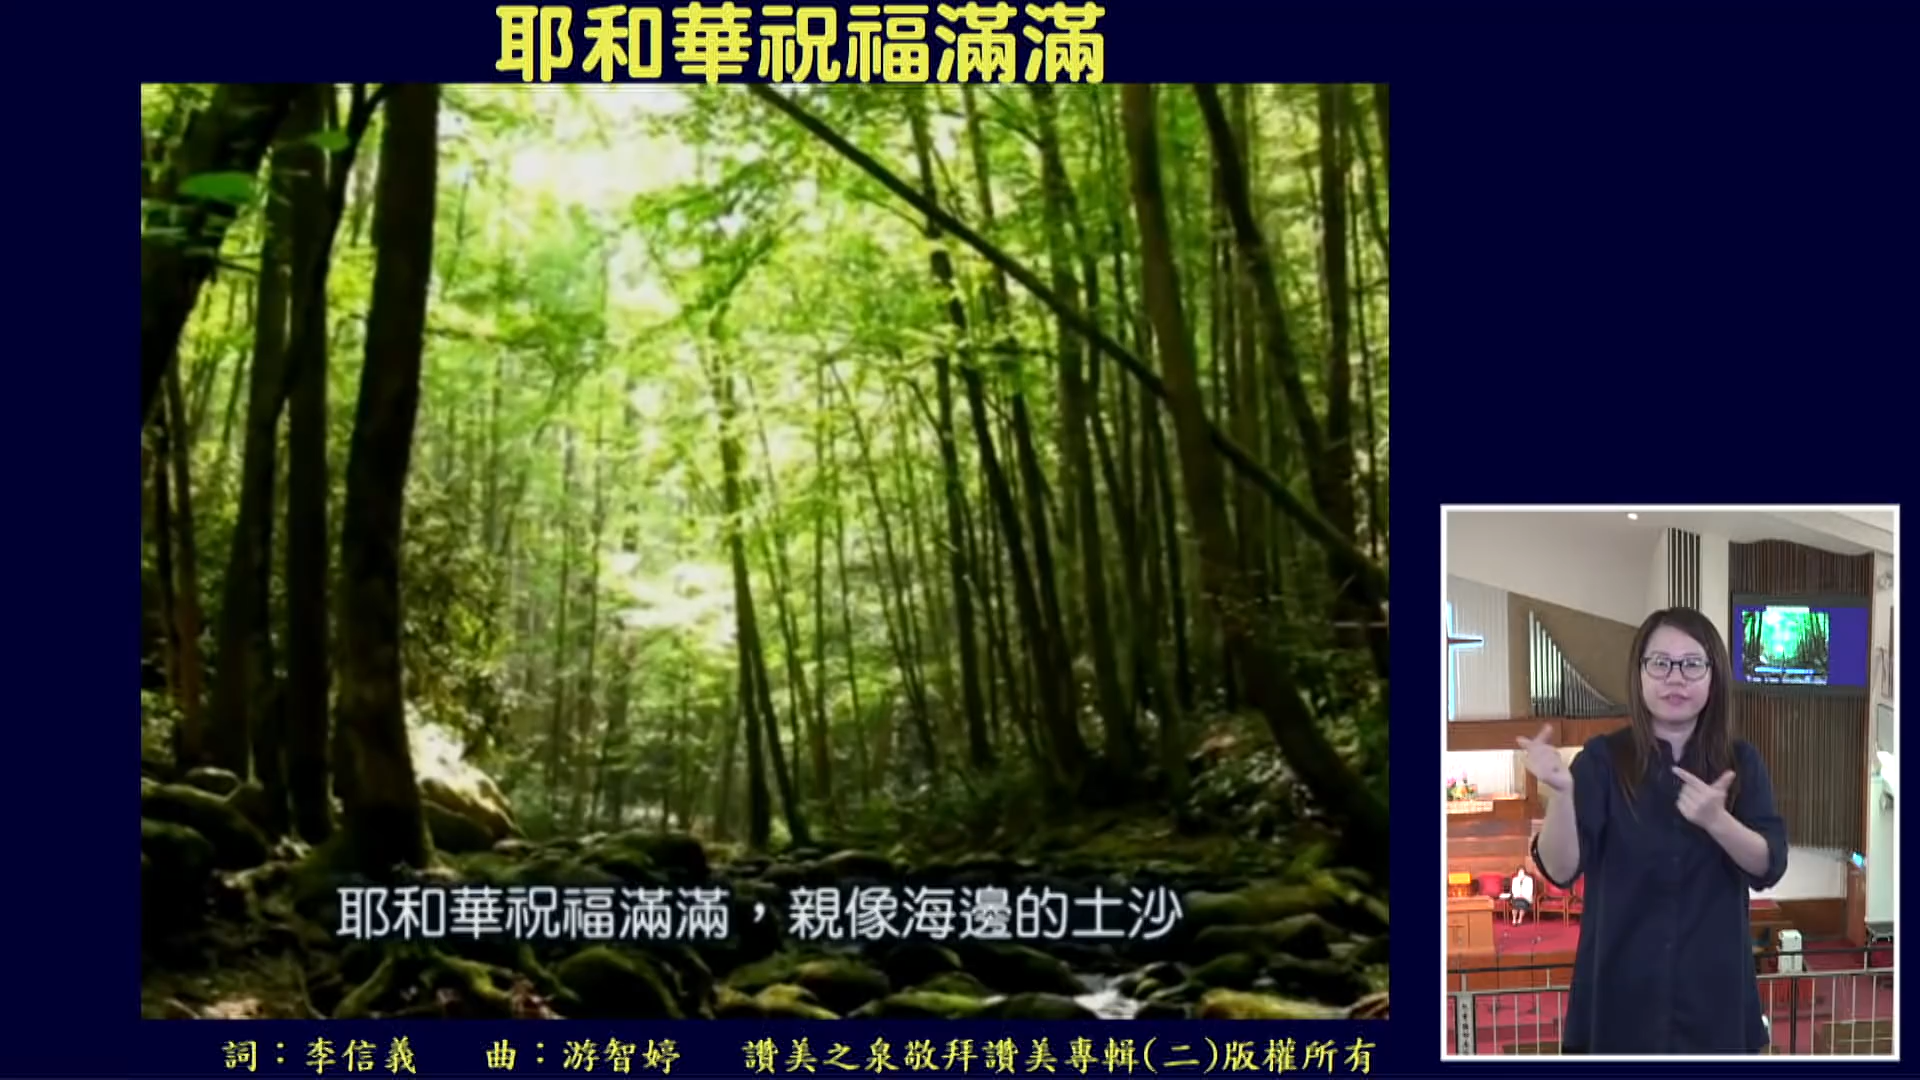 耶和華祝福滿滿
耶和華祝福滿滿，親像海邊的土沙
詞：李信義 曲：游智婷 讚美之泉敬拜讚美專輯(二)版權所有